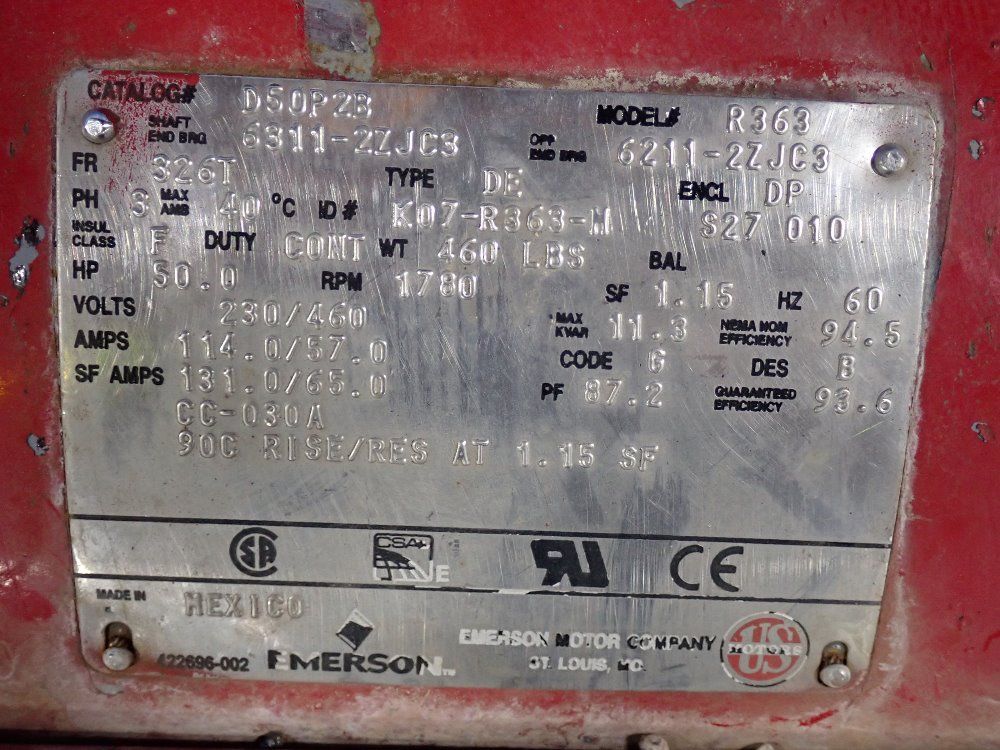 CATALOG# D50P2B MODEL# R363
SHAFT END BRG 6311-2ZJC3 OPP END BRG 6211-2ZJC3
FR 326T TYPE DE ENCL DP
PH 3 MAX AMB 40 °C ID# K07-R363-M S27 010
INSUL CLASS F DUTY CONT WT 460 LBS BAL
HP 50.0 RPM 1780 SF 1.15 HZ 60
VOLTS 230/460 MAX KVAR 11.3 NEMA NOM EFFICIENCY 94.5
AMPS 114.0/57.0 CODE G DES B
SF AMPS 131.0/65.0 PF 87.2 GUARANTEED EFFICIENCY 93.6
CC-030A
90C RISE/RES AT 1.15 SF
SA CSA UR CE
MADE IN MEXICO
422696-002 EMERSON
EMERSON MOTOR COMPANY
ST. LOUIS, MO.
US MOTORS